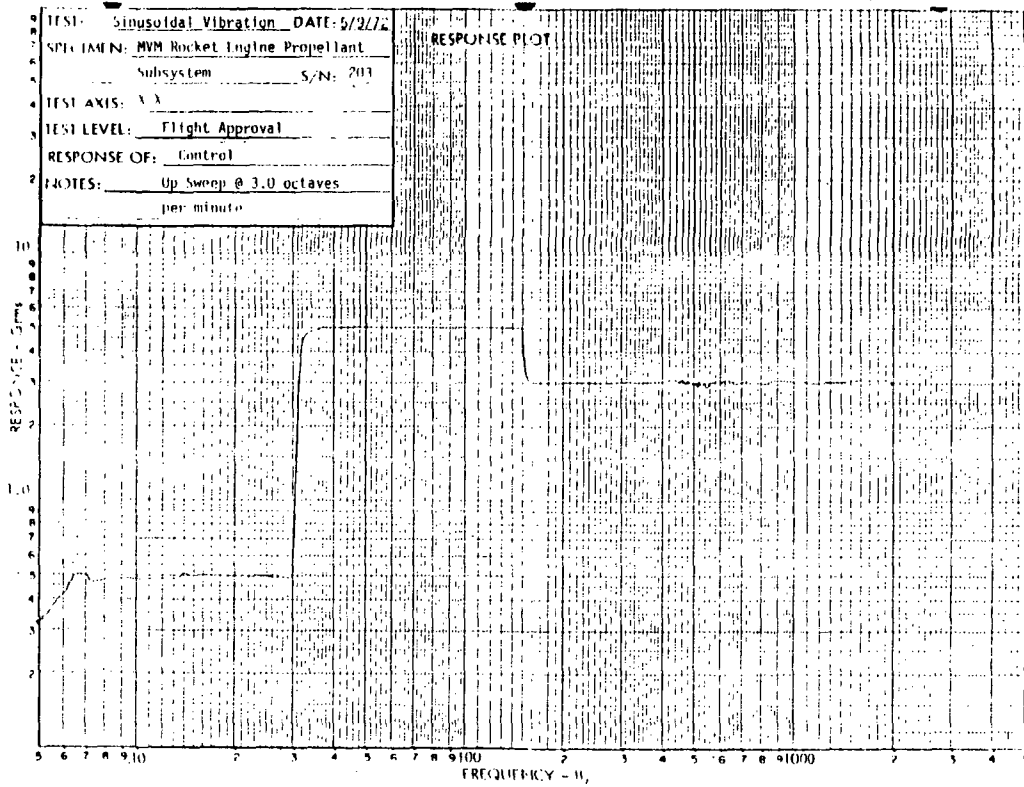 TEST: Sinusoidal Vibration DATE: 5/9/72
SPECIMEN: MVM Rocket Engine Propellant
Subsystem S/N: 203
TEST AXIS: X X
TEST LEVEL: Flight Approval
RESPONSE OF: Control
NOTES: Up Sweep @ 3.0 octaves
per minute
RESPONSE PLOT
RESPONSE - Grms
10
1.0
5 6 7 8 9 10 2 3 4 5 6 7 8 9 100 2 3 4 5 6 7 8 9 1000 2 3 4
FREQUENCY - Hz